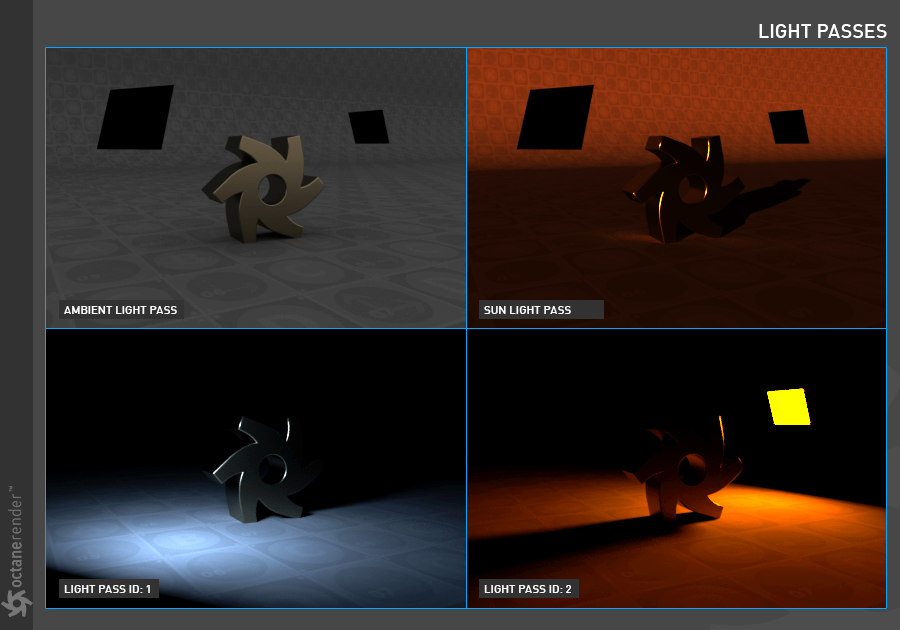 LIGHT PASSES
AMBIENT LIGHT PASS
SUN LIGHT PASS
LIGHT PASS ID: 1
LIGHT PASS ID: 2
octanerender™